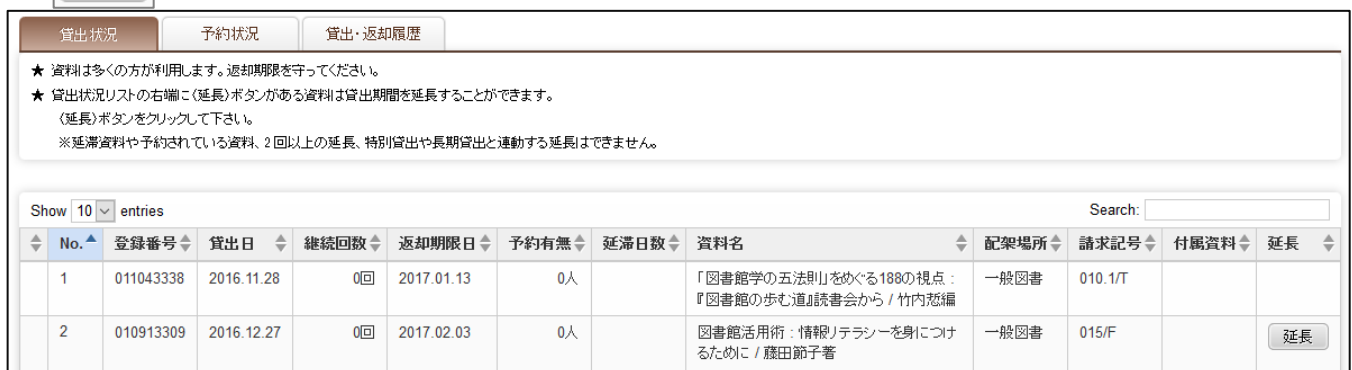 貸出状況 予約状況 貸出・返却履歴
★ 資料は多くの方が利用します。返却期限を守ってください。
★ 貸出状況リストの右端に〈延長〉ボタンがある資料は貸出期間を延長することができます。
〈延長〉ボタンをクリックして下さい。
※延滞資料や予約されている資料、2回以上の延長、特別貸出や長期貸出と連動する延長はできません。
Show 10 entries Search:
No. 登録番号 貸出日 継続回数 返却期限日 予約有無 延滞日数 資料名 配架場所 請求記号 付属資料 延長
1 011043338 2016.11.28 0回 2017.01.13 0人 「図書館学の五法則」をめぐる188の視点 : 一般図書 010.1/T
『図書館の歩む道』読書会から / 竹内悊編
2 010913309 2016.12.27 0回 2017.02.03 0人 図書館活用術 : 情報リテラシーを身につけ 一般図書 015/F 延長
るために / 藤田節子著